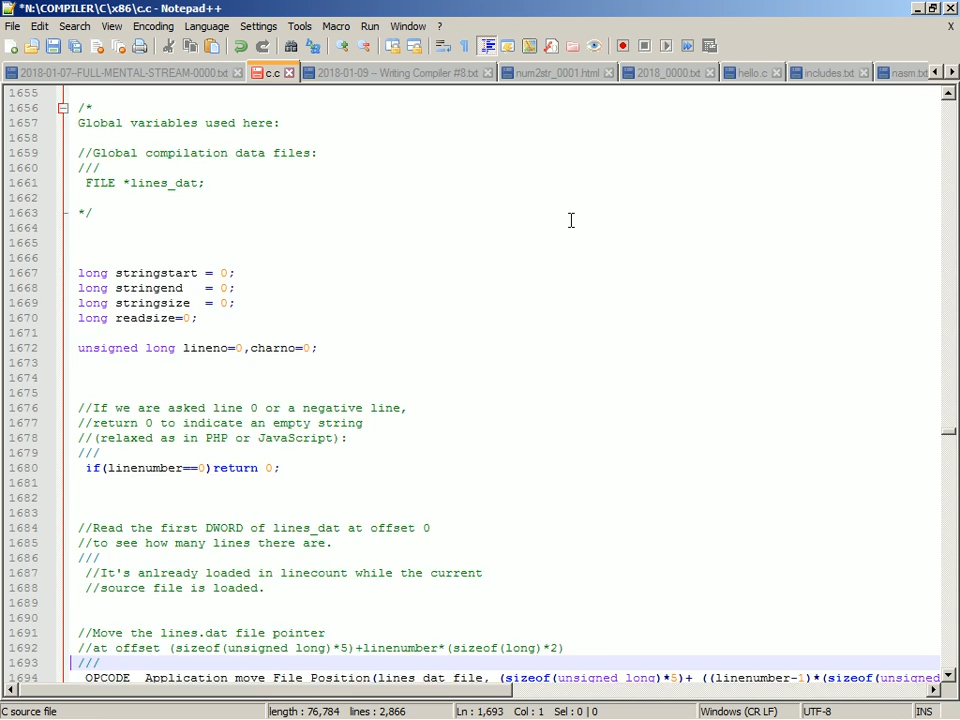 *N:\COMPILER\C\x86\c.c - Notepad++
File Edit Search View Encoding Language Settings Tools Macro Run Window ? X
2018-01-07-FULL-MENTAL-STREAM-0000.txt c.c 2018-01-09 -- Writing Compiler #8.txt num2str_0001.html 2018_0000.txt hello.c includes.txt nasm.txt
1655
1656 /*
1657 Global variables used here:
1658
1659 //Global compilation data files:
1660 ///
1661 FILE *lines_dat;
1662
1663 */
1664
1665
1666
1667 long stringstart = 0;
1668 long stringend   = 0;
1669 long stringsize  = 0;
1670 long readsize=0;
1671
1672 unsigned long lineno=0,charno=0;
1673
1674
1675
1676 //If we are asked line 0 or a negative line,
1677 //return 0 to indicate an empty string
1678 //(relaxed as in PHP or JavaScript):
1679 ///
1680 if(linenumber==0)return 0;
1681
1682
1683
1684 //Read the first DWORD of lines_dat at offset 0
1685 //to see how many lines there are.
1686 ///
1687 //It's anlready loaded in linecount while the current
1688 //source file is loaded.
1689
1690
1691 //Move the lines.dat file pointer
1692 //at offset (sizeof(unsigned long)*5)+linenumber*(sizeof(long)*2)
1693 ///
1694 OPCODE  Application move File Position(lines dat file, (sizeof(unsigned long)*5)+ ((linenumber-1)*(sizeof(unsigned
C source file length : 76,784 lines : 2,866 Ln : 1,693 Col : 1 Sel : 0 | 0 Windows (CR LF) UTF-8 INS